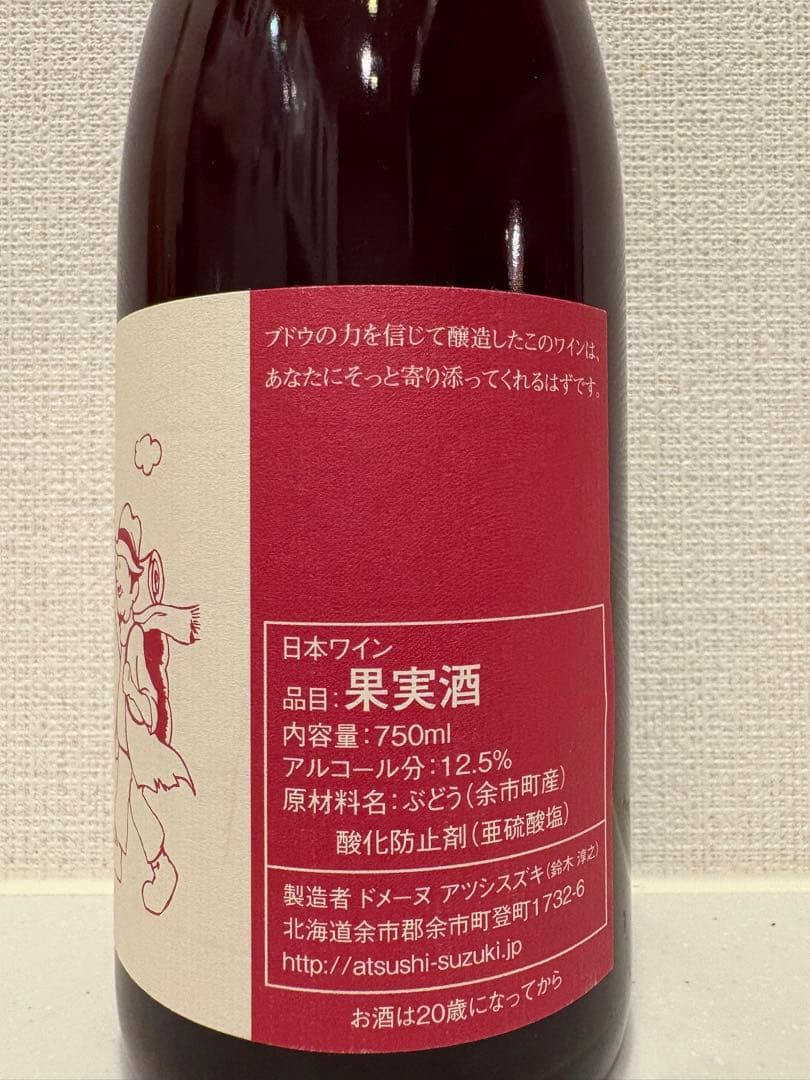 ブドウの力を信じて醸造したこのワインは、
あなたにそっと寄り添ってくれるはずです。
日本ワイン
品目：果実酒
内容量：750ml
アルコール分：12.5%
原材料名：ぶどう（余市町産）
酸化防止剤（亜硫酸塩）
製造者 ドメーヌ アツシスズキ（鈴木 淳之）
北海道余市郡余市町登町1732-6
http://atsushi-suzuki.jp
お酒は20歳になってから